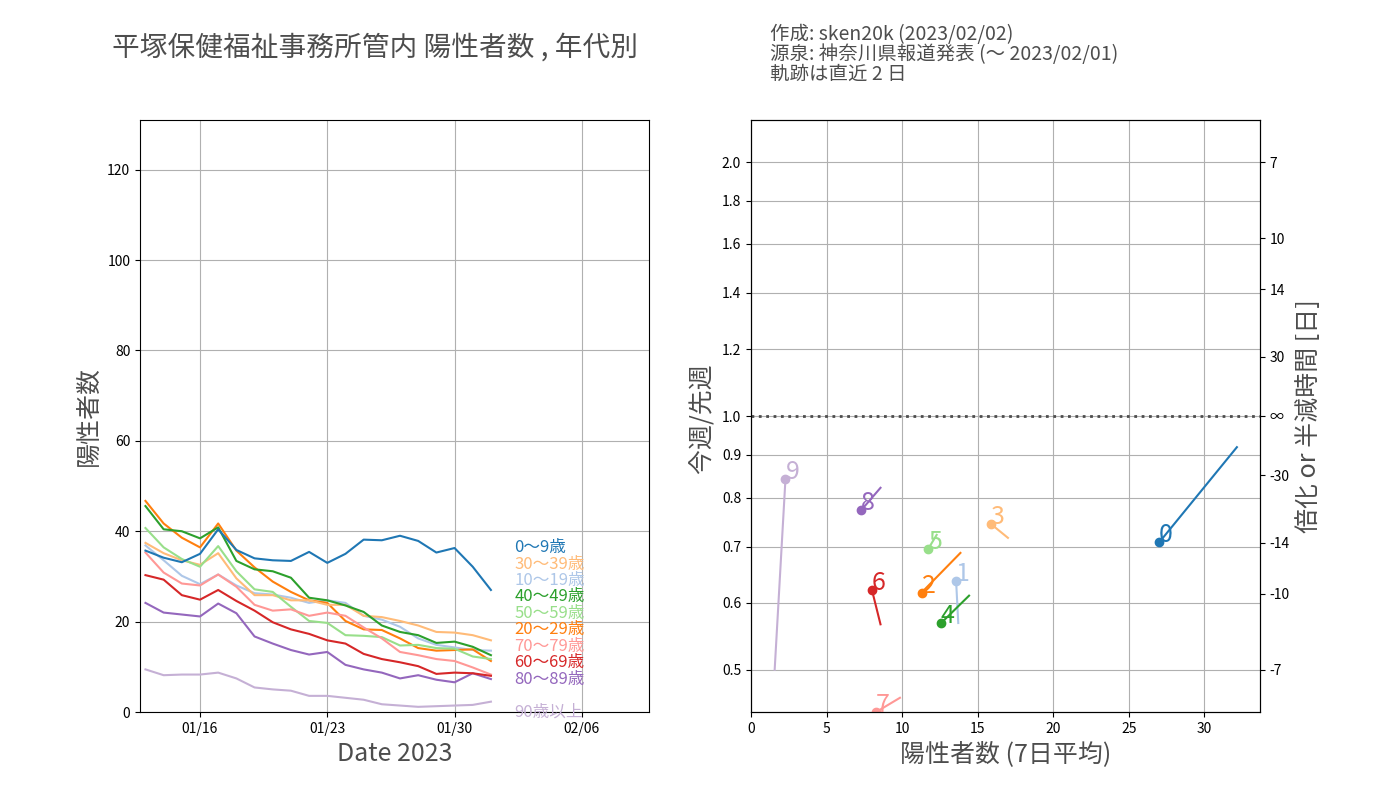 平塚保健福祉事務所管内 陽性者数 , 年代別
作成: sken20k (2023/02/02)
源泉: 神奈川県報道発表 (〜 2023/02/01)
軌跡は直近 2 日
陽性者数
120
100
80
60
40
20
0
01/16
01/23
01/30
02/06
Date 2023
0〜9歳
30〜39歳
10〜19歳
40〜49歳
50〜59歳
20〜29歳
70〜79歳
60〜69歳
80〜89歳
90歳以上
今週/先週
2.0
1.8
1.6
1.4
1.2
1.0
0.9
0.8
0.7
0.6
0.5
9
8
3
0
5
1
6
2
4
7
0
5
10
15
20
25
30
陽性者数 (7日平均)
7
10
14
30
∞
-30
-14
-10
-7
倍化 or 半減時間 [日]